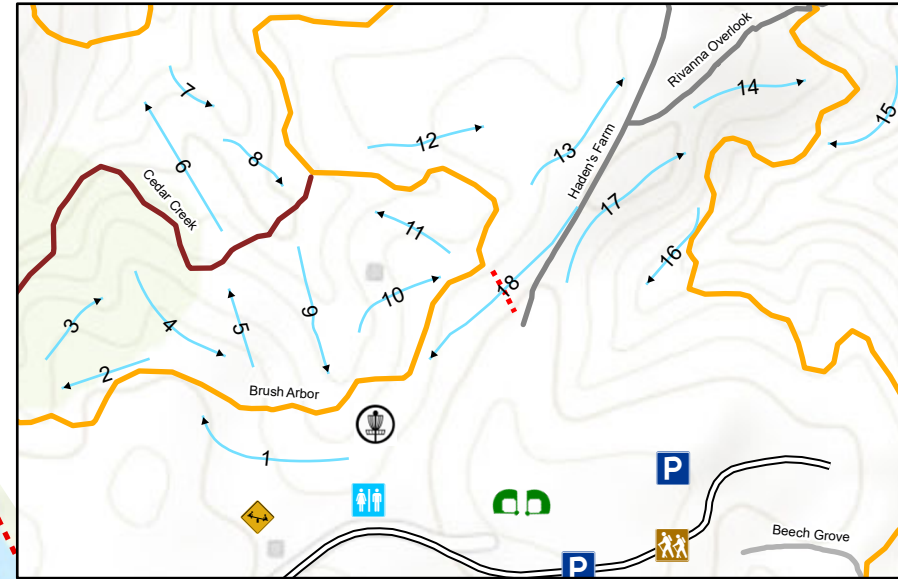 Rivanna Overlook
7
14
15
12
13
8
6
Haden's Farm
Cedar Creek
17
11
16
18
10
9
3
4
5
2
Brush Arbor
1
P
Beech Grove
P